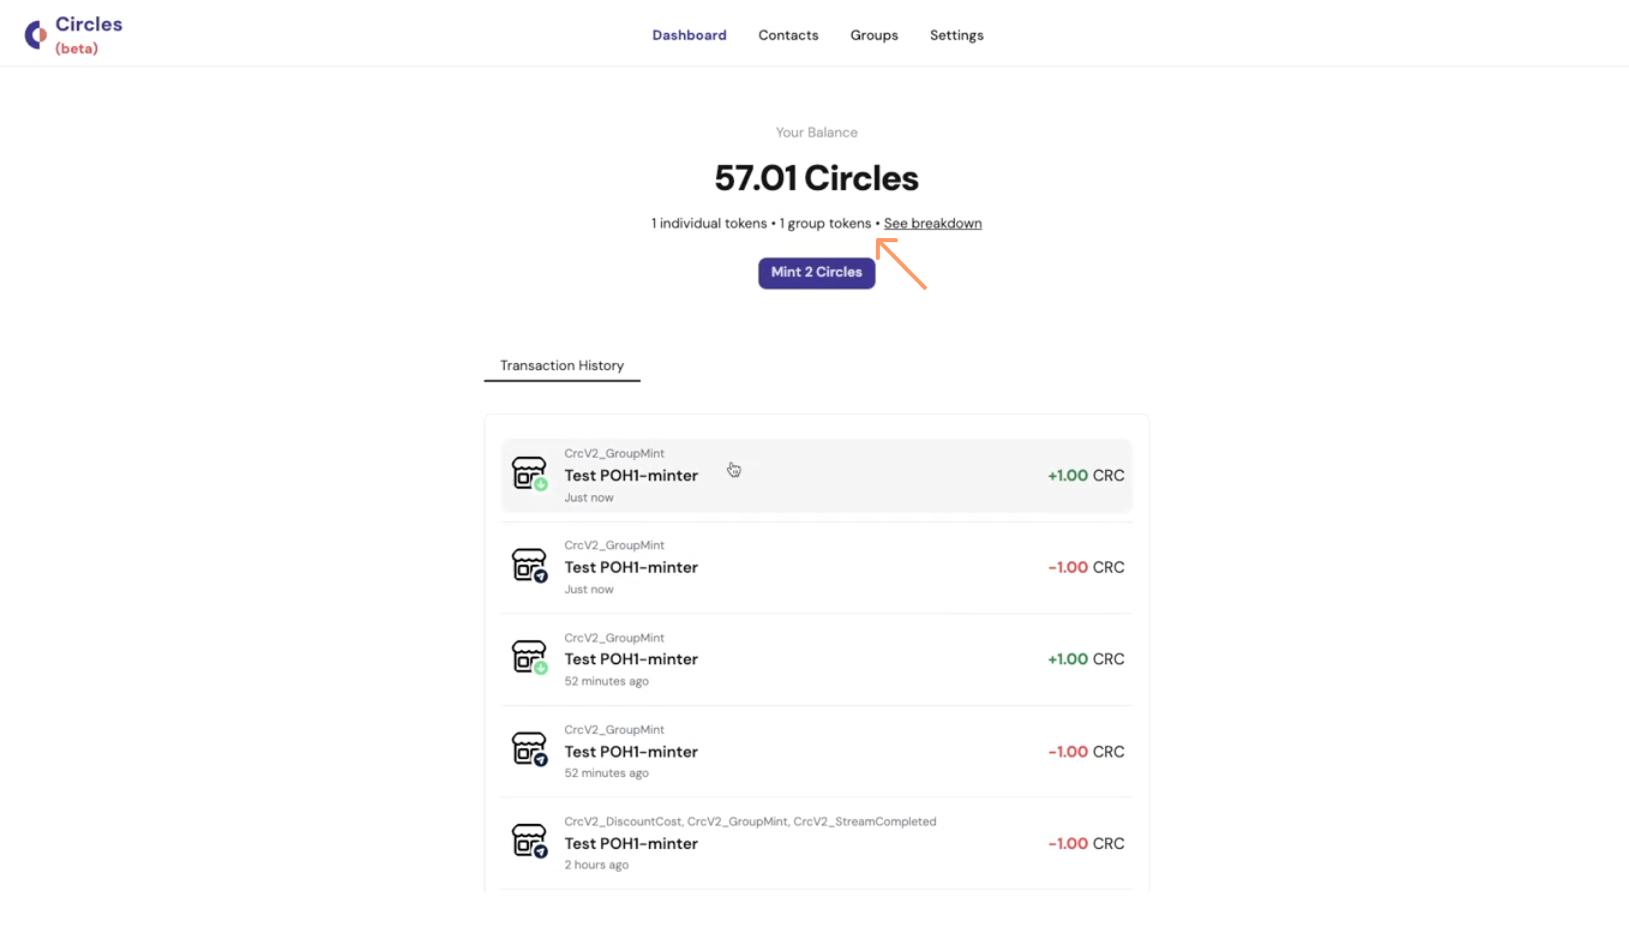 Circles
(beta)
Dashboard Contacts Groups Settings
Your Balance
57.01 Circles
1 individual tokens • 1 group tokens • See breakdown
Mint 2 Circles
Transaction History
CrcV2_GroupMint
Test POH1-minter
+1.00 CRC
Just now
CrcV2_GroupMint
Test POH1-minter
-1.00 CRC
Just now
CrcV2_GroupMint
Test POH1-minter
+1.00 CRC
52 minutes ago
CrcV2_GroupMint
Test POH1-minter
-1.00 CRC
52 minutes ago
CrcV2_DiscountCost, CrcV2_GroupMint, CrcV2_StreamCompleted
Test POH1-minter
-1.00 CRC
2 hours ago